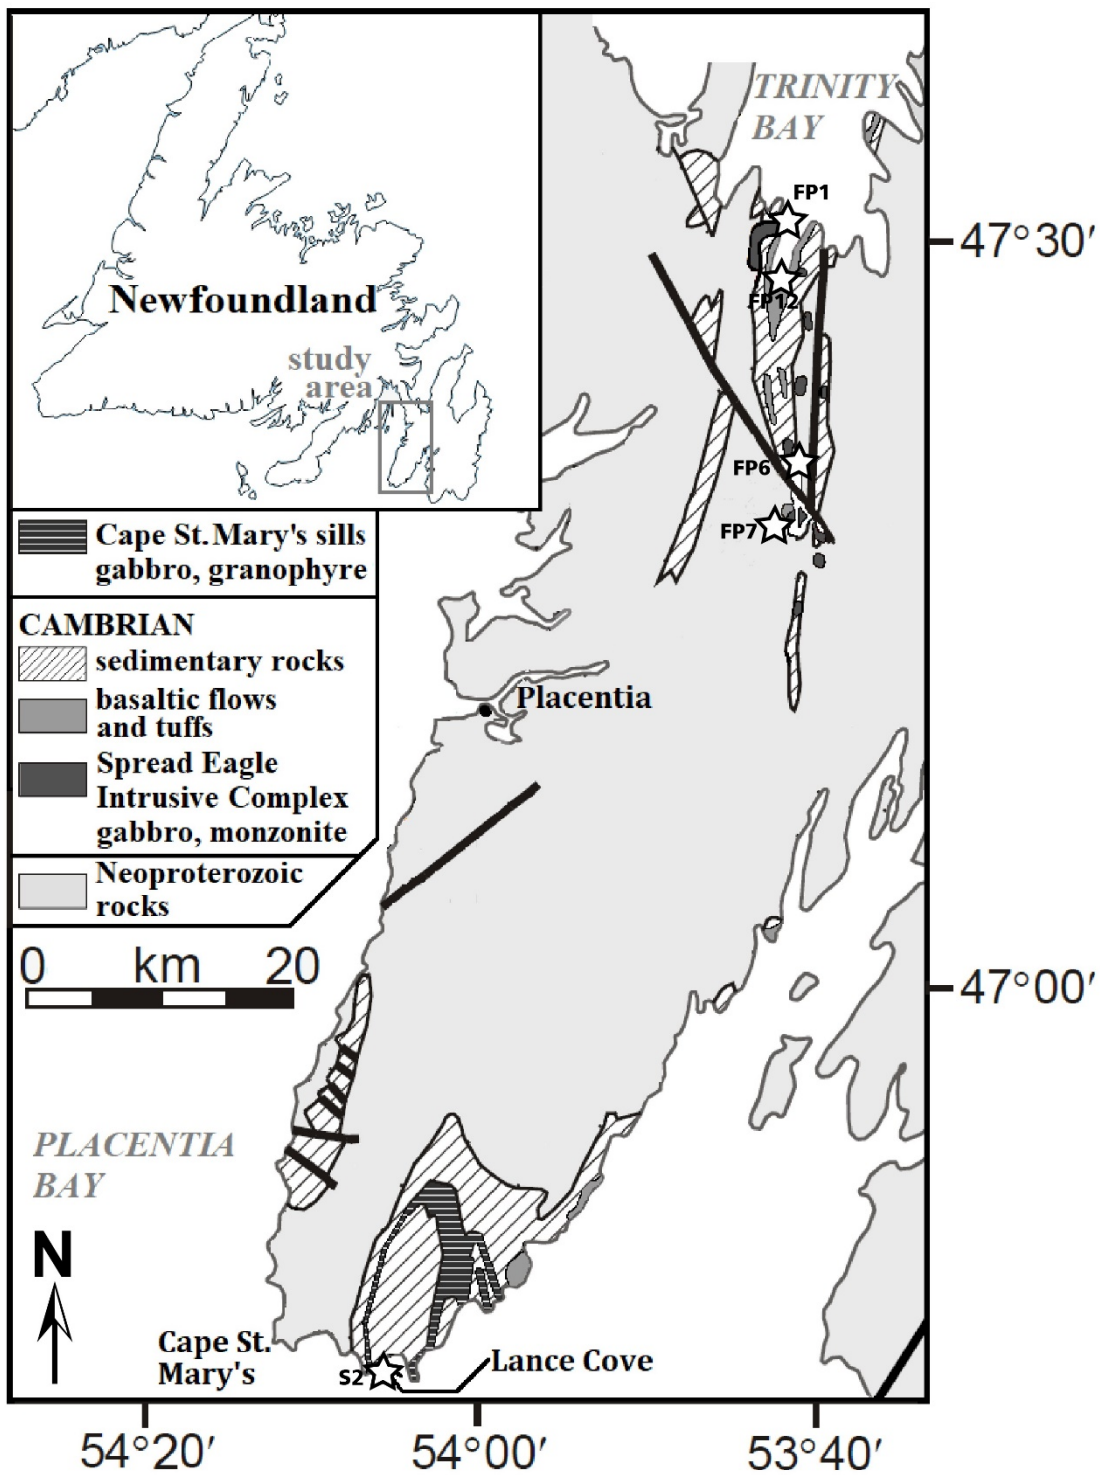 TRINITY
BAY
FP1
47°30′
Newfoundland
FP12
study
area
FP6
FP7
Cape St. Mary's sills
gabbro, granophyre
CAMBRIAN
sedimentary rocks
basaltic flows
and tuffs
Spread Eagle
Intrusive Complex
gabbro, monzonite
Neoproterozoic
rocks
Placentia
0 km 20
47°00′
PLACENTIA
BAY
N
Cape St.
Mary's
S2
Lance Cove
54°20′ 54°00′ 53°40′